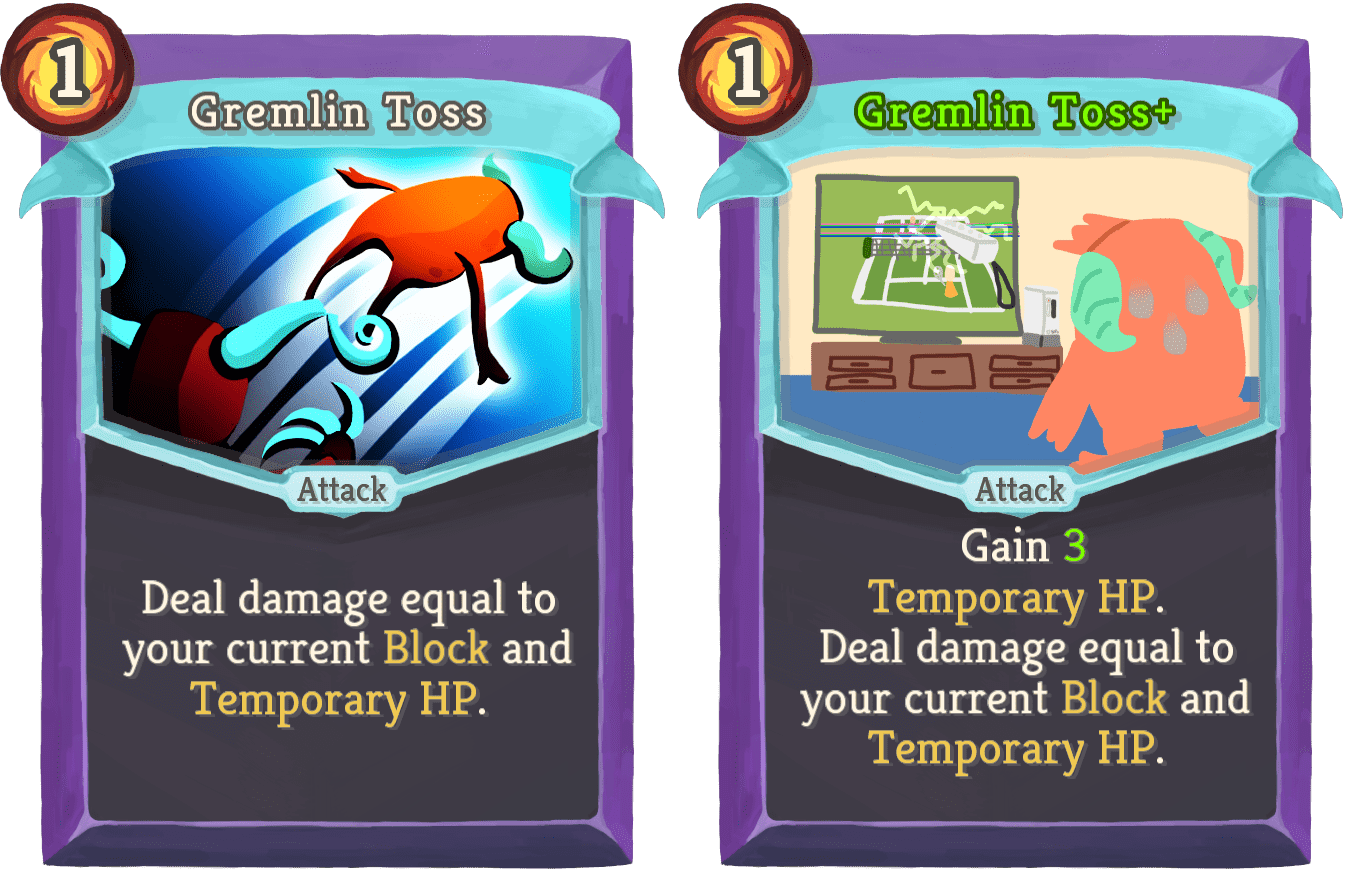 1
Gremlin Toss
Attack
Deal damage equal to
your current Block and
Temporary HP.
1
Gremlin Toss+
Attack
Gain 3
Temporary HP.
Deal damage equal to
your current Block and
Temporary HP.